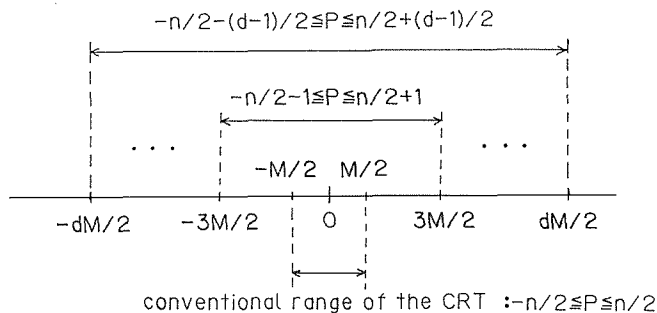 -n/2-(d-1)/2≦P≦n/2+(d-1)/2
-n/2-1≦P≦n/2+1
. . .
. . .
-M/2 M/2
-dM/2 -3M/2 0 3M/2 dM/2
conventional range of the CRT :-n/2≦P≦n/2